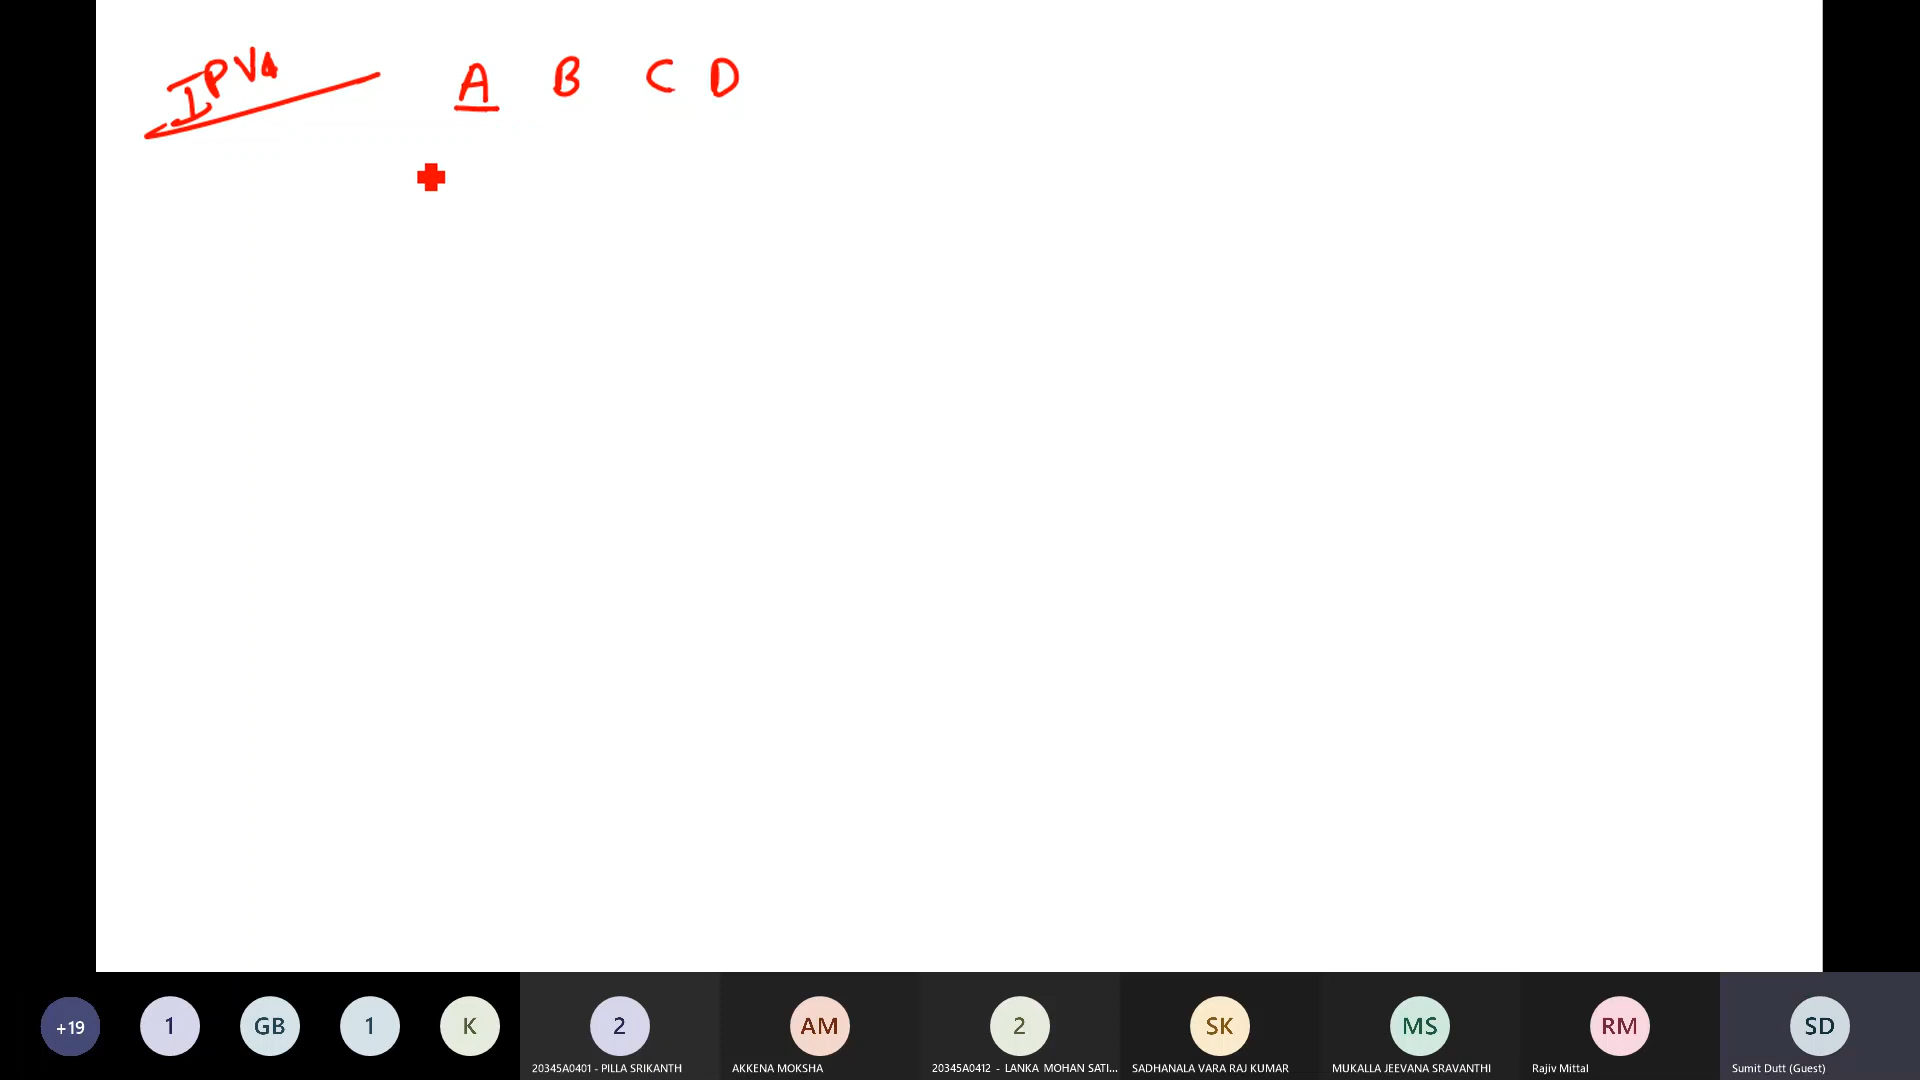 IPV4 A B C D
+19 1 GB 1 K 2 AM 2 SK MS RM SD
20345A0401 - PILLA SRIKANTH AKKENA MOKSHA 20345A0412 - LANKA MOHAN SATI... SADHANALA VARA RAJ KUMAR MUKALLA JEEVANA SRAVANTHI Rajiv Mittal Sumit Dutt (Guest)